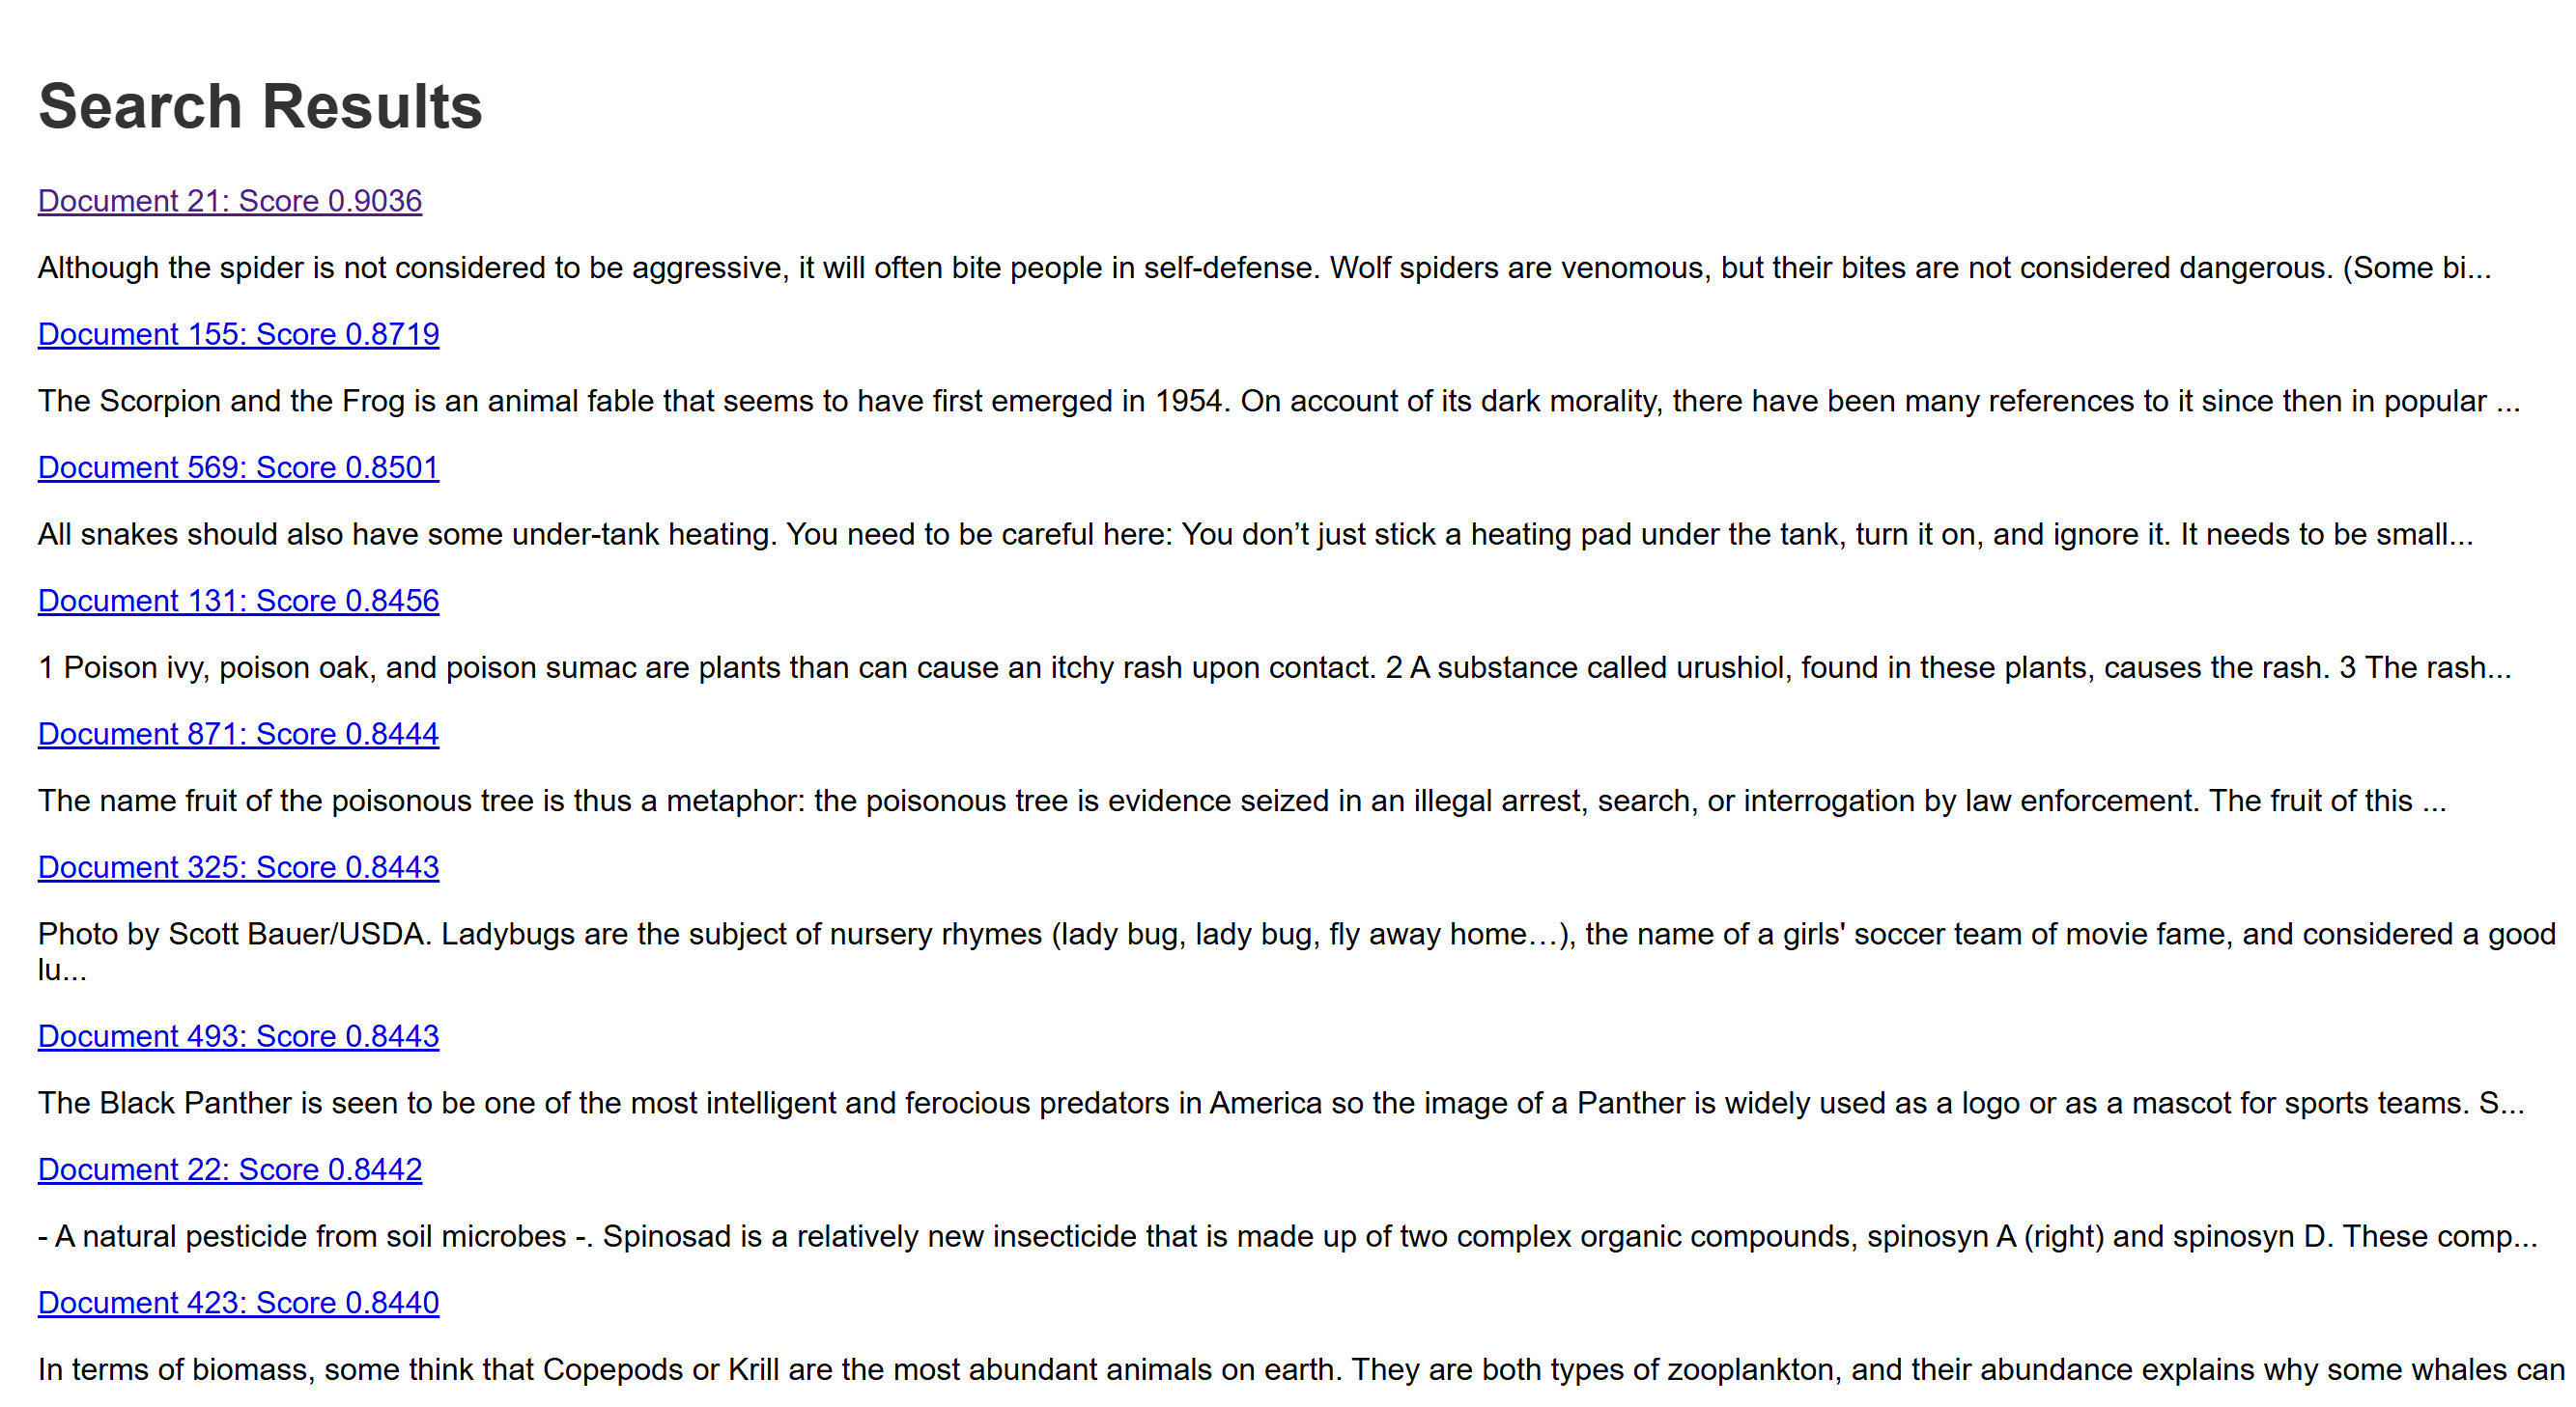 Search Results
Document 21: Score 0.9036
Although the spider is not considered to be aggressive, it will often bite people in self-defense. Wolf spiders are venomous, but their bites are not considered dangerous. (Some bi...
Document 155: Score 0.8719
The Scorpion and the Frog is an animal fable that seems to have first emerged in 1954. On account of its dark morality, there have been many references to it since then in popular ...
Document 569: Score 0.8501
All snakes should also have some under-tank heating. You need to be careful here: You don’t just stick a heating pad under the tank, turn it on, and ignore it. It needs to be small...
Document 131: Score 0.8456
1 Poison ivy, poison oak, and poison sumac are plants than can cause an itchy rash upon contact. 2 A substance called urushiol, found in these plants, causes the rash. 3 The rash...
Document 871: Score 0.8444
The name fruit of the poisonous tree is thus a metaphor: the poisonous tree is evidence seized in an illegal arrest, search, or interrogation by law enforcement. The fruit of this ...
Document 325: Score 0.8443
Photo by Scott Bauer/USDA. Ladybugs are the subject of nursery rhymes (lady bug, lady bug, fly away home…), the name of a girls' soccer team of movie fame, and considered a good
lu...
Document 493: Score 0.8443
The Black Panther is seen to be one of the most intelligent and ferocious predators in America so the image of a Panther is widely used as a logo or as a mascot for sports teams. S...
Document 22: Score 0.8442
- A natural pesticide from soil microbes -. Spinosad is a relatively new insecticide that is made up of two complex organic compounds, spinosyn A (right) and spinosyn D. These comp...
Document 423: Score 0.8440
In terms of biomass, some think that Copepods or Krill are the most abundant animals on earth. They are both types of zooplankton, and their abundance explains why some whales can